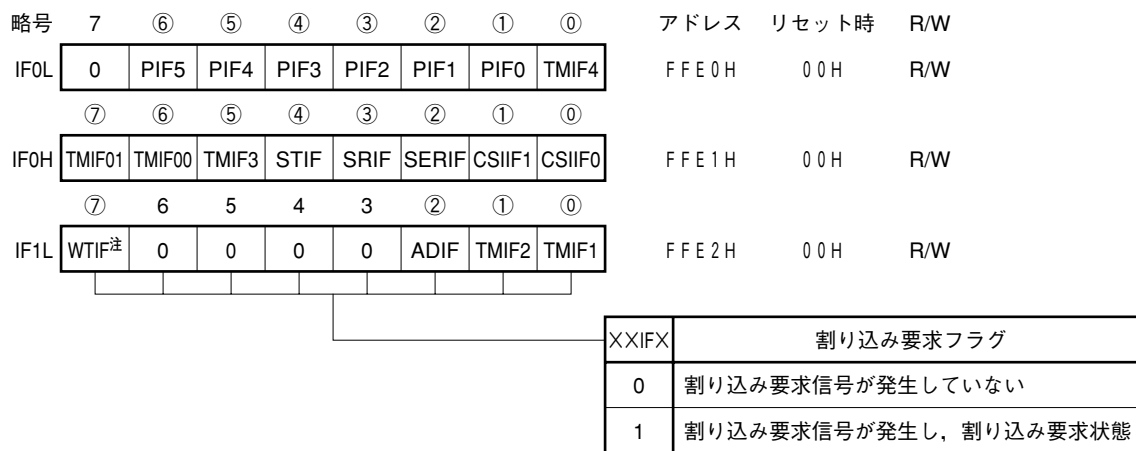 略号 7 ⑥ ⑤ ④ ③ ② ① ⓪ アドレス リセット時 R/W
IF0L 0 PIF5 PIF4 PIF3 PIF2 PIF1 PIF0 TMIF4 FFE0H 00H R/W
⑦ ⑥ ⑤ ④ ③ ② ① ⓪
IF0H TMIF01 TMIF00 TMIF3 STIF SRIF SERIF CSIIF1 CSIIF0 FFE1H 00H R/W
⑦ 6 5 4 3 ② ① ⓪
IF1L WTIF注 0 0 0 0 ADIF TMIF2 TMIF1 FFE2H 00H R/W
××IF× 割り込み要求フラグ
0 割り込み要求信号が発生していない
1 割り込み要求信号が発生し，割り込み要求状態